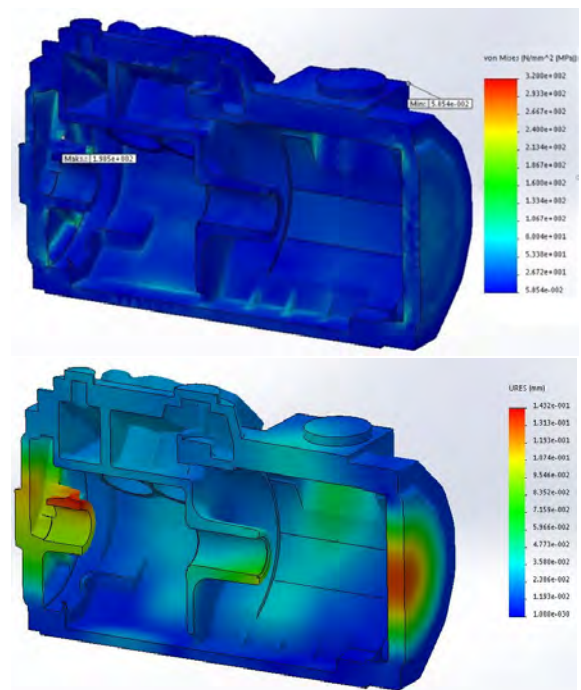 von Mises (N/mm^2 (MPa))
3.200e+002
2.933e+002
2.667e+002
2.400e+002
2.134e+002
1.867e+002
1.600e+002
1.334e+002
1.067e+002
8.004e+001
5.338e+001
2.672e+001
5.854e-002
Min: 5.854e-002
Maks: 1.985e+002
URES (mm)
1.432e-001
1.313e-001
1.193e-001
1.074e-001
9.546e-002
8.352e-002
7.159e-002
5.966e-002
4.773e-002
3.580e-002
2.386e-002
1.193e-002
1.000e-030